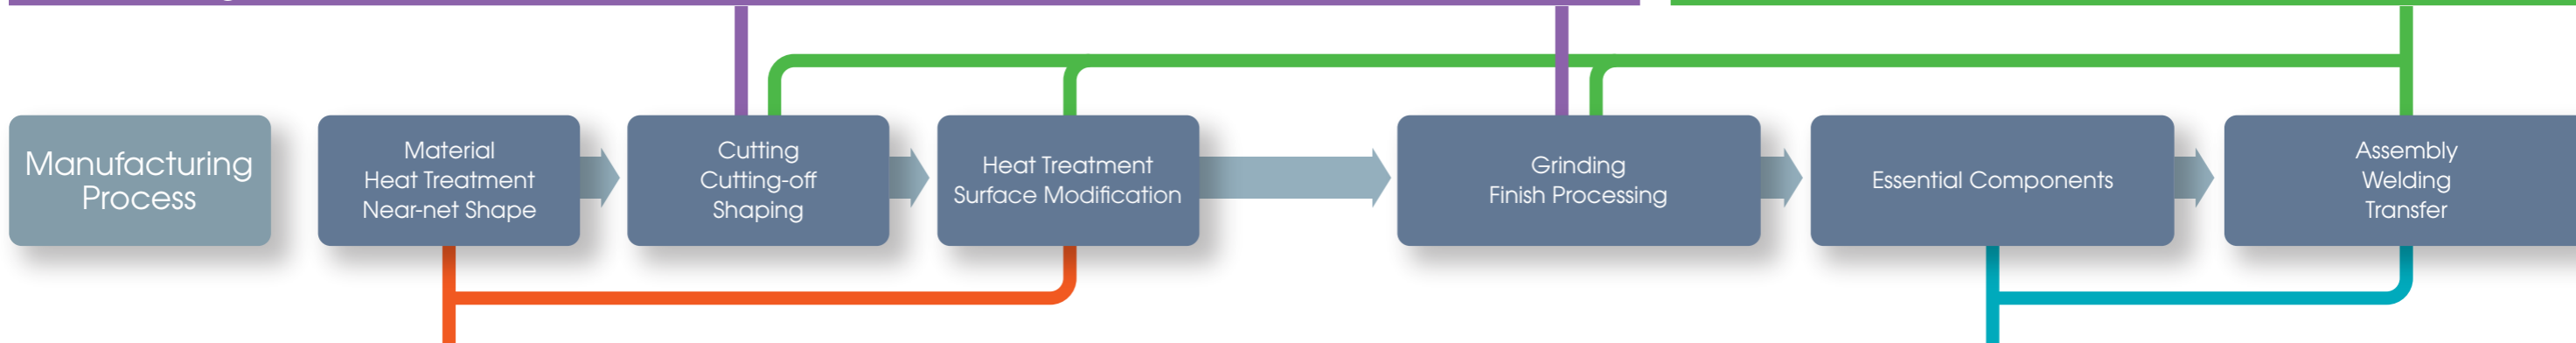 Manufacturing
Process
Material
Heat Treatment
Near-net Shape
Cutting
Cutting-off
Shaping
Heat Treatment
Surface Modification
Grinding
Finish Processing
Essential Components
Assembly
Welding
Transfer